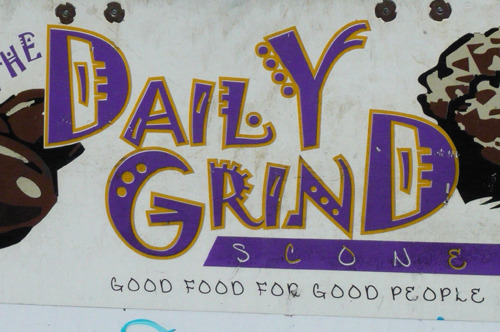 THE
DAILY
GRIND
SCONE
GOOD FOOD FOR GOOD PEOPLE